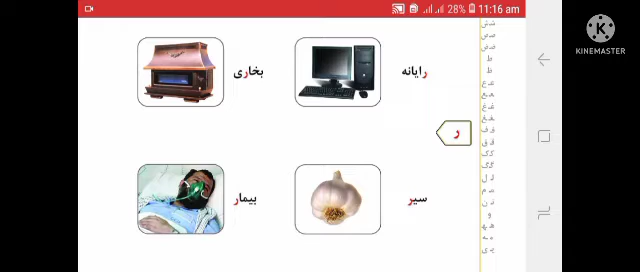 11:16 am
28%
KINEMASTER
رایانه
بخاری
ر
سیر
بیمار
ش ش
ص ص
ض ض
ط
ظ
ع ع
ع ع
غ غ
غ غ
ف ف
ق ق
ک ک
گ گ
ل ل
م م
ن ن
و
ه ه
ه ه
ی ی